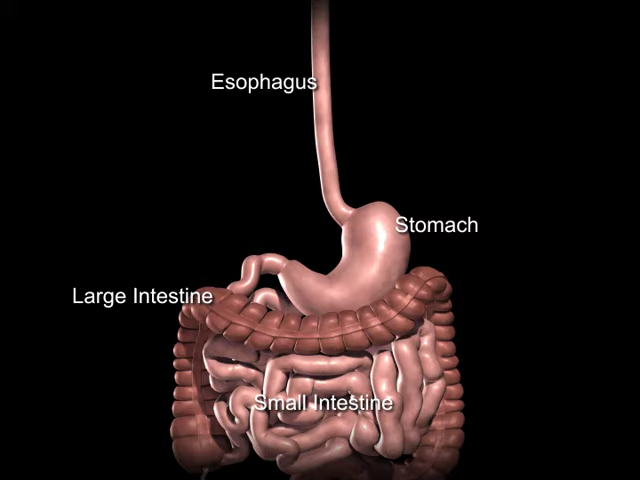 Esophagus
Stomach
Large Intestine
Small Intestine